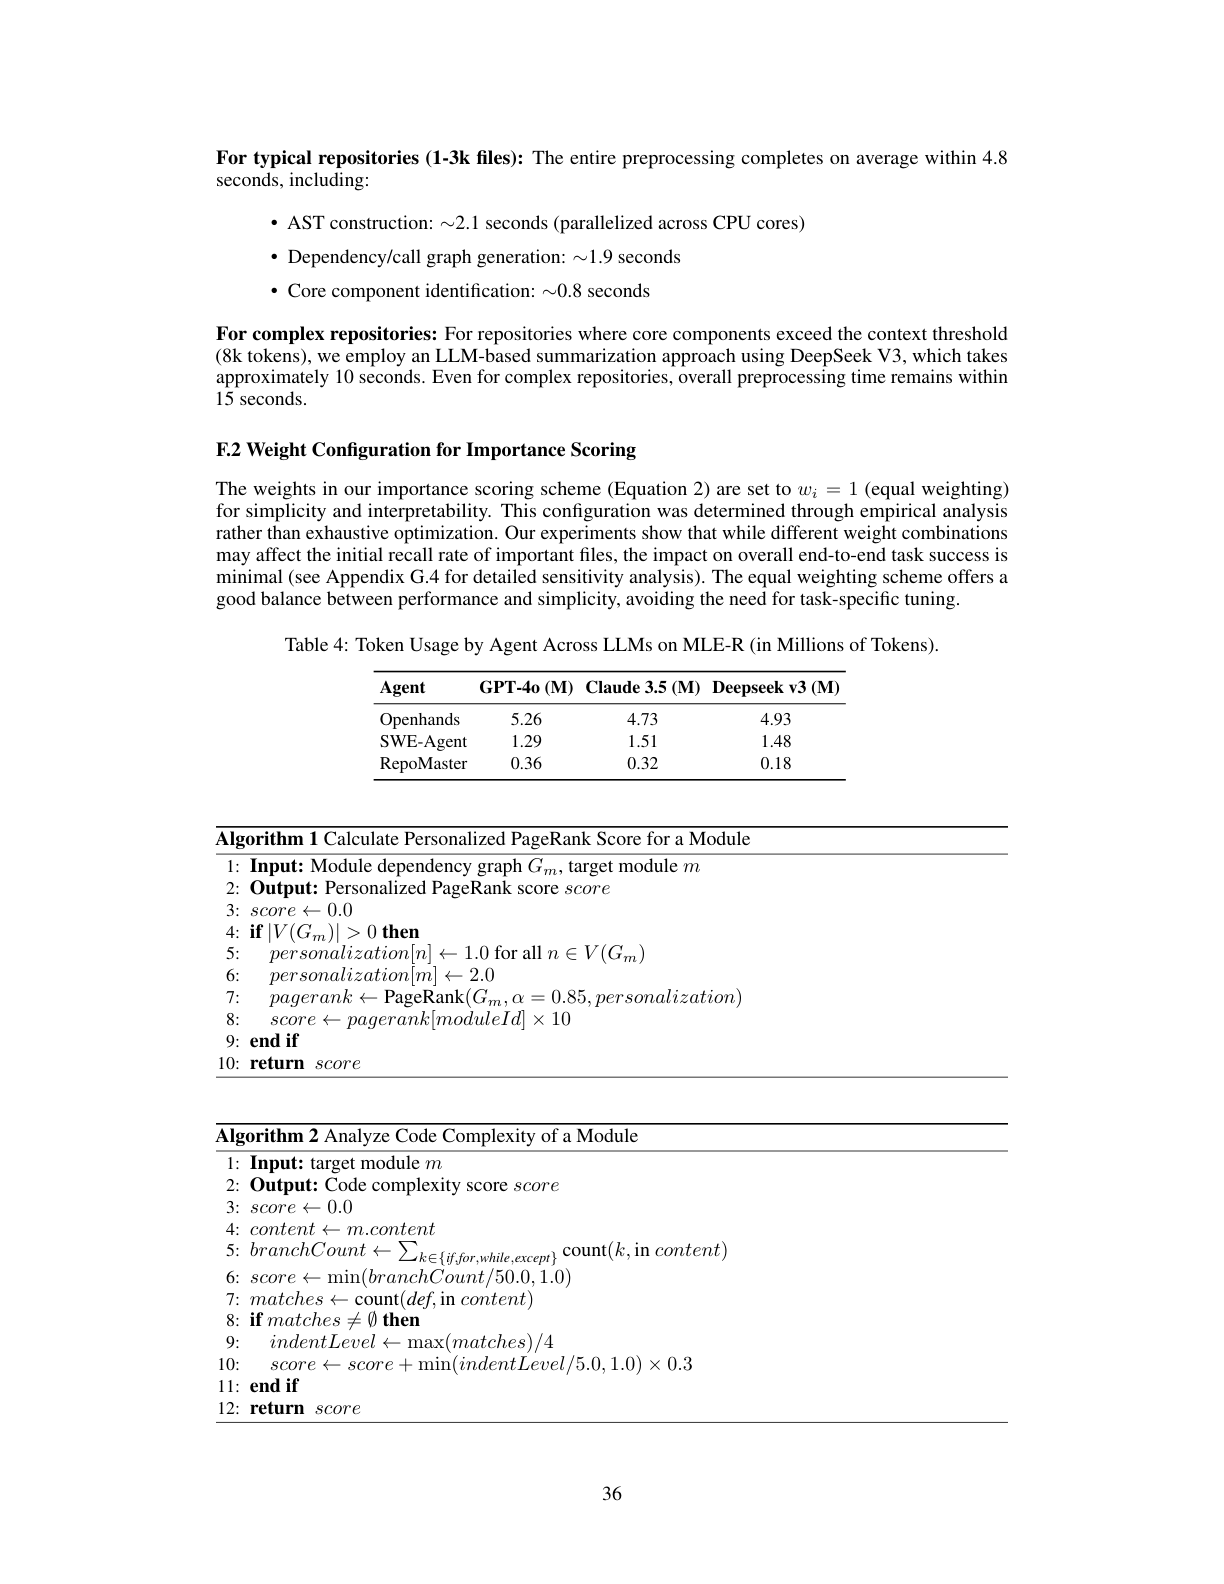 For typical repositories (1-3k files): The entire preprocessing completes on average within 4.8
seconds, including:
• AST construction: ∼2.1 seconds (parallelized across CPU cores)
• Dependency/call graph generation: ∼1.9 seconds
• Core component identification: ∼0.8 seconds
For complex repositories: For repositories where core components exceed the context threshold
(8k tokens), we employ an LLM-based summarization approach using DeepSeek V3, which takes
approximately 10 seconds. Even for complex repositories, overall preprocessing time remains within
15 seconds.
F.2 Weight Configuration for Importance Scoring
The weights in our importance scoring scheme (Equation 2) are set to wᵢ = 1 (equal weighting)
for simplicity and interpretability. This configuration was determined through empirical analysis
rather than exhaustive optimization. Our experiments show that while different weight combinations
may affect the initial recall rate of important files, the impact on overall end-to-end task success is
minimal (see Appendix G.4 for detailed sensitivity analysis). The equal weighting scheme offers a
good balance between performance and simplicity, avoiding the need for task-specific tuning.
Table 4: Token Usage by Agent Across LLMs on MLE-R (in Millions of Tokens).
Agent GPT-4o (M) Claude 3.5 (M) Deepseek v3 (M)
Openhands 5.26 4.73 4.93
SWE-Agent 1.29 1.51 1.48
RepoMaster 0.36 0.32 0.18
Algorithm 1 Calculate Personalized PageRank Score for a Module
1: Input: Module dependency graph Gₘ, target module m
2: Output: Personalized PageRank score score
3: score ← 0.0
4: if |V(Gₘ)| > 0 then
5: personalization[n] ← 1.0 for all n ∈ V(Gₘ)
6: personalization[m] ← 2.0
7: pagerank ← PageRank(Gₘ, α = 0.85, personalization)
8: score ← pagerank[moduleId] × 10
9: end if
10: return score
Algorithm 2 Analyze Code Complexity of a Module
1: Input: target module m
2: Output: Code complexity score score
3: score ← 0.0
4: content ← m.content
5: branchCount ← ∑k∈{if,for,while,except} count(k, in content)
6: score ← min(branchCount/50.0, 1.0)
7: matches ← count(def, in content)
8: if matches ≠ ∅ then
9: indentLevel ← max(matches)/4
10: score ← score + min(indentLevel/5.0, 1.0) × 0.3
11: end if
12: return score
36